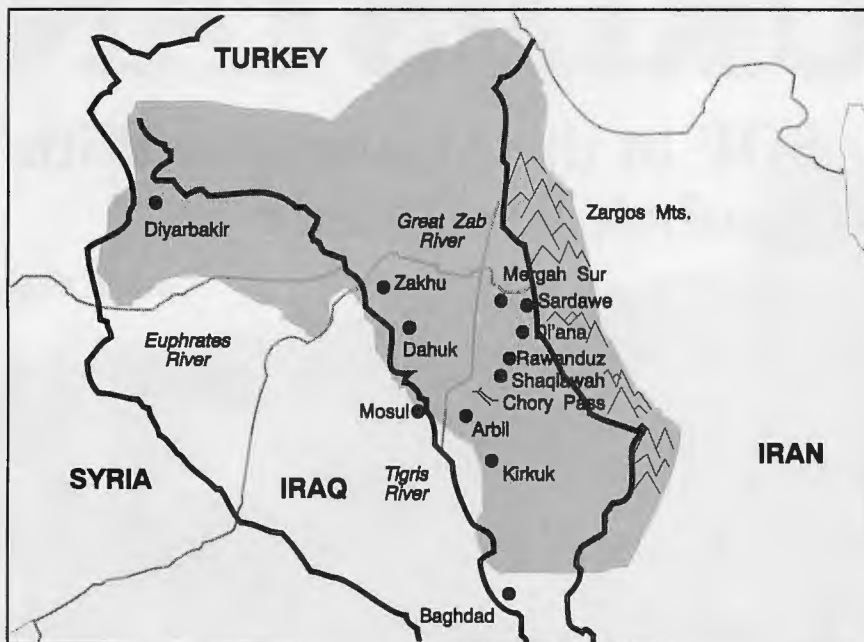 TURKEY
Diyarbakir
Great Zab
River
Zargos Mts.
Mergah Sur
Zakhu
Sardawe
Di'ana
Euphrates
River
Dahuk
Rawanduz
Shaqlawah
Chory Pass
Mosul
Arbil
SYRIA
IRAQ
Tigris
River
Kirkuk
IRAN
Baghdad